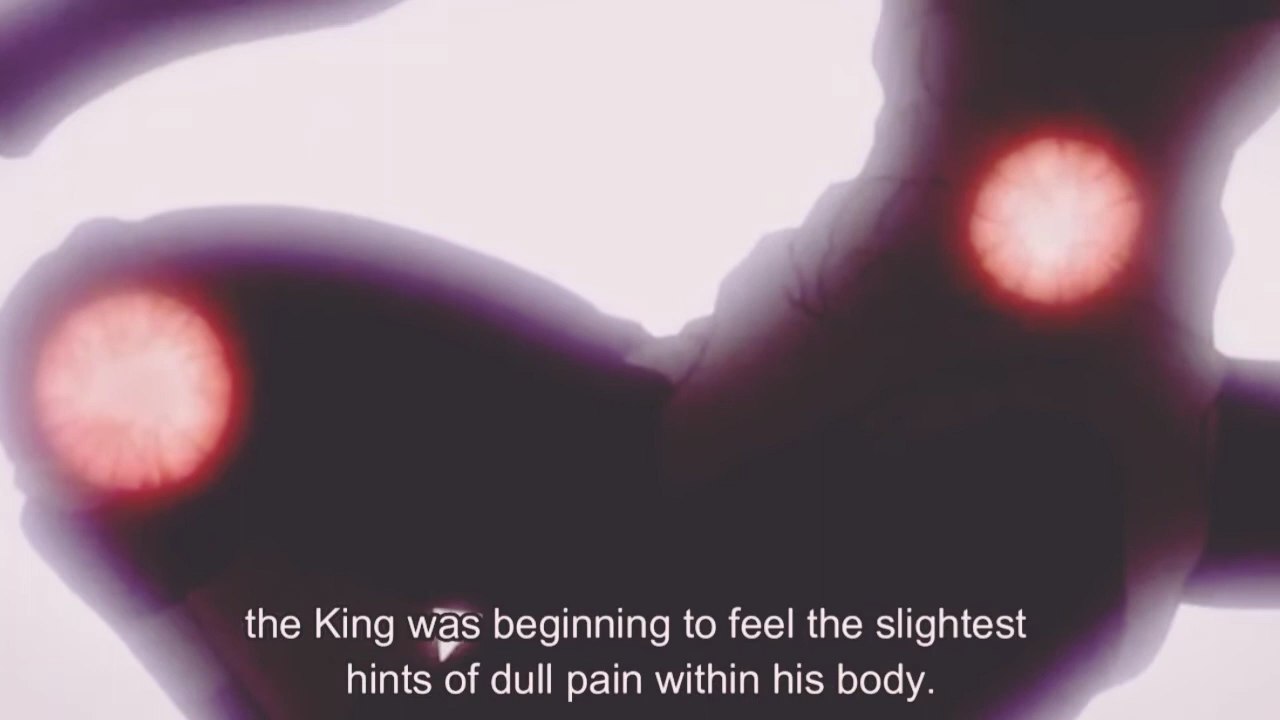 the King was beginning to feel the slightest
hints of dull pain within his body.